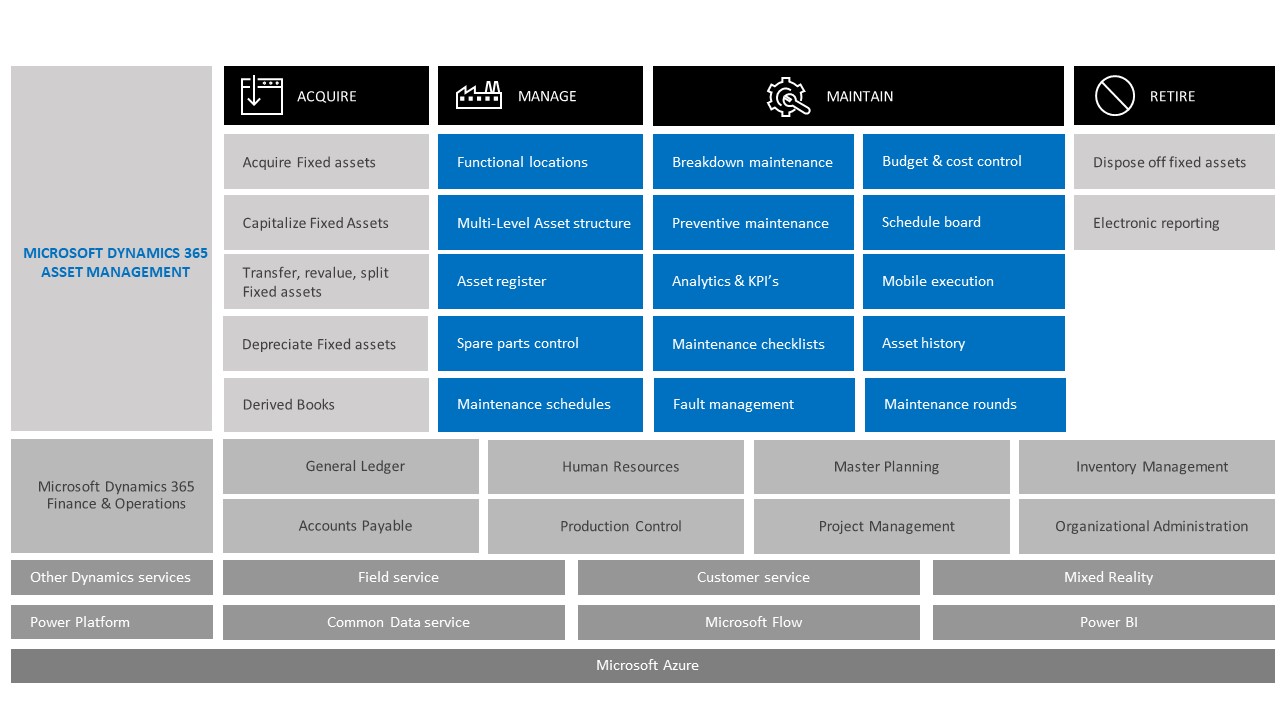 ACQUIRE
MANAGE
MAINTAIN
RETIRE
MICROSOFT DYNAMICS 365
ASSET MANAGEMENT
Acquire Fixed assets
Functional locations
Breakdown maintenance
Budget & cost control
Dispose off fixed assets
Capitalize Fixed Assets
Multi-Level Asset structure
Preventive maintenance
Schedule board
Electronic reporting
Transfer, revalue, split
Fixed assets
Asset register
Analytics & KPI’s
Mobile execution
Depreciate Fixed assets
Spare parts control
Maintenance checklists
Asset history
Derived Books
Maintenance schedules
Fault management
Maintenance rounds
Microsoft Dynamics 365
Finance & Operations
General Ledger
Human Resources
Master Planning
Inventory Management
Accounts Payable
Production Control
Project Management
Organizational Administration
Other Dynamics services
Field service
Customer service
Mixed Reality
Power Platform
Common Data service
Microsoft Flow
Power BI
Microsoft Azure